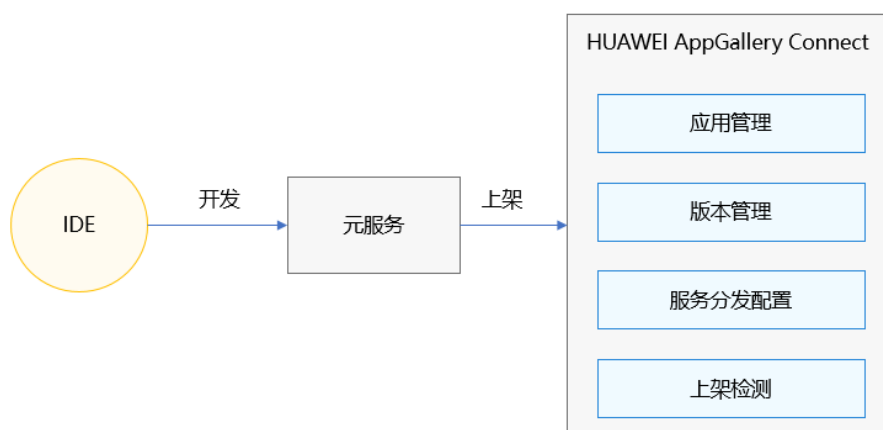 HUAWEI AppGallery Connect
应用管理
IDE
开发
元服务
上架
版本管理
服务分发配置
上架检测